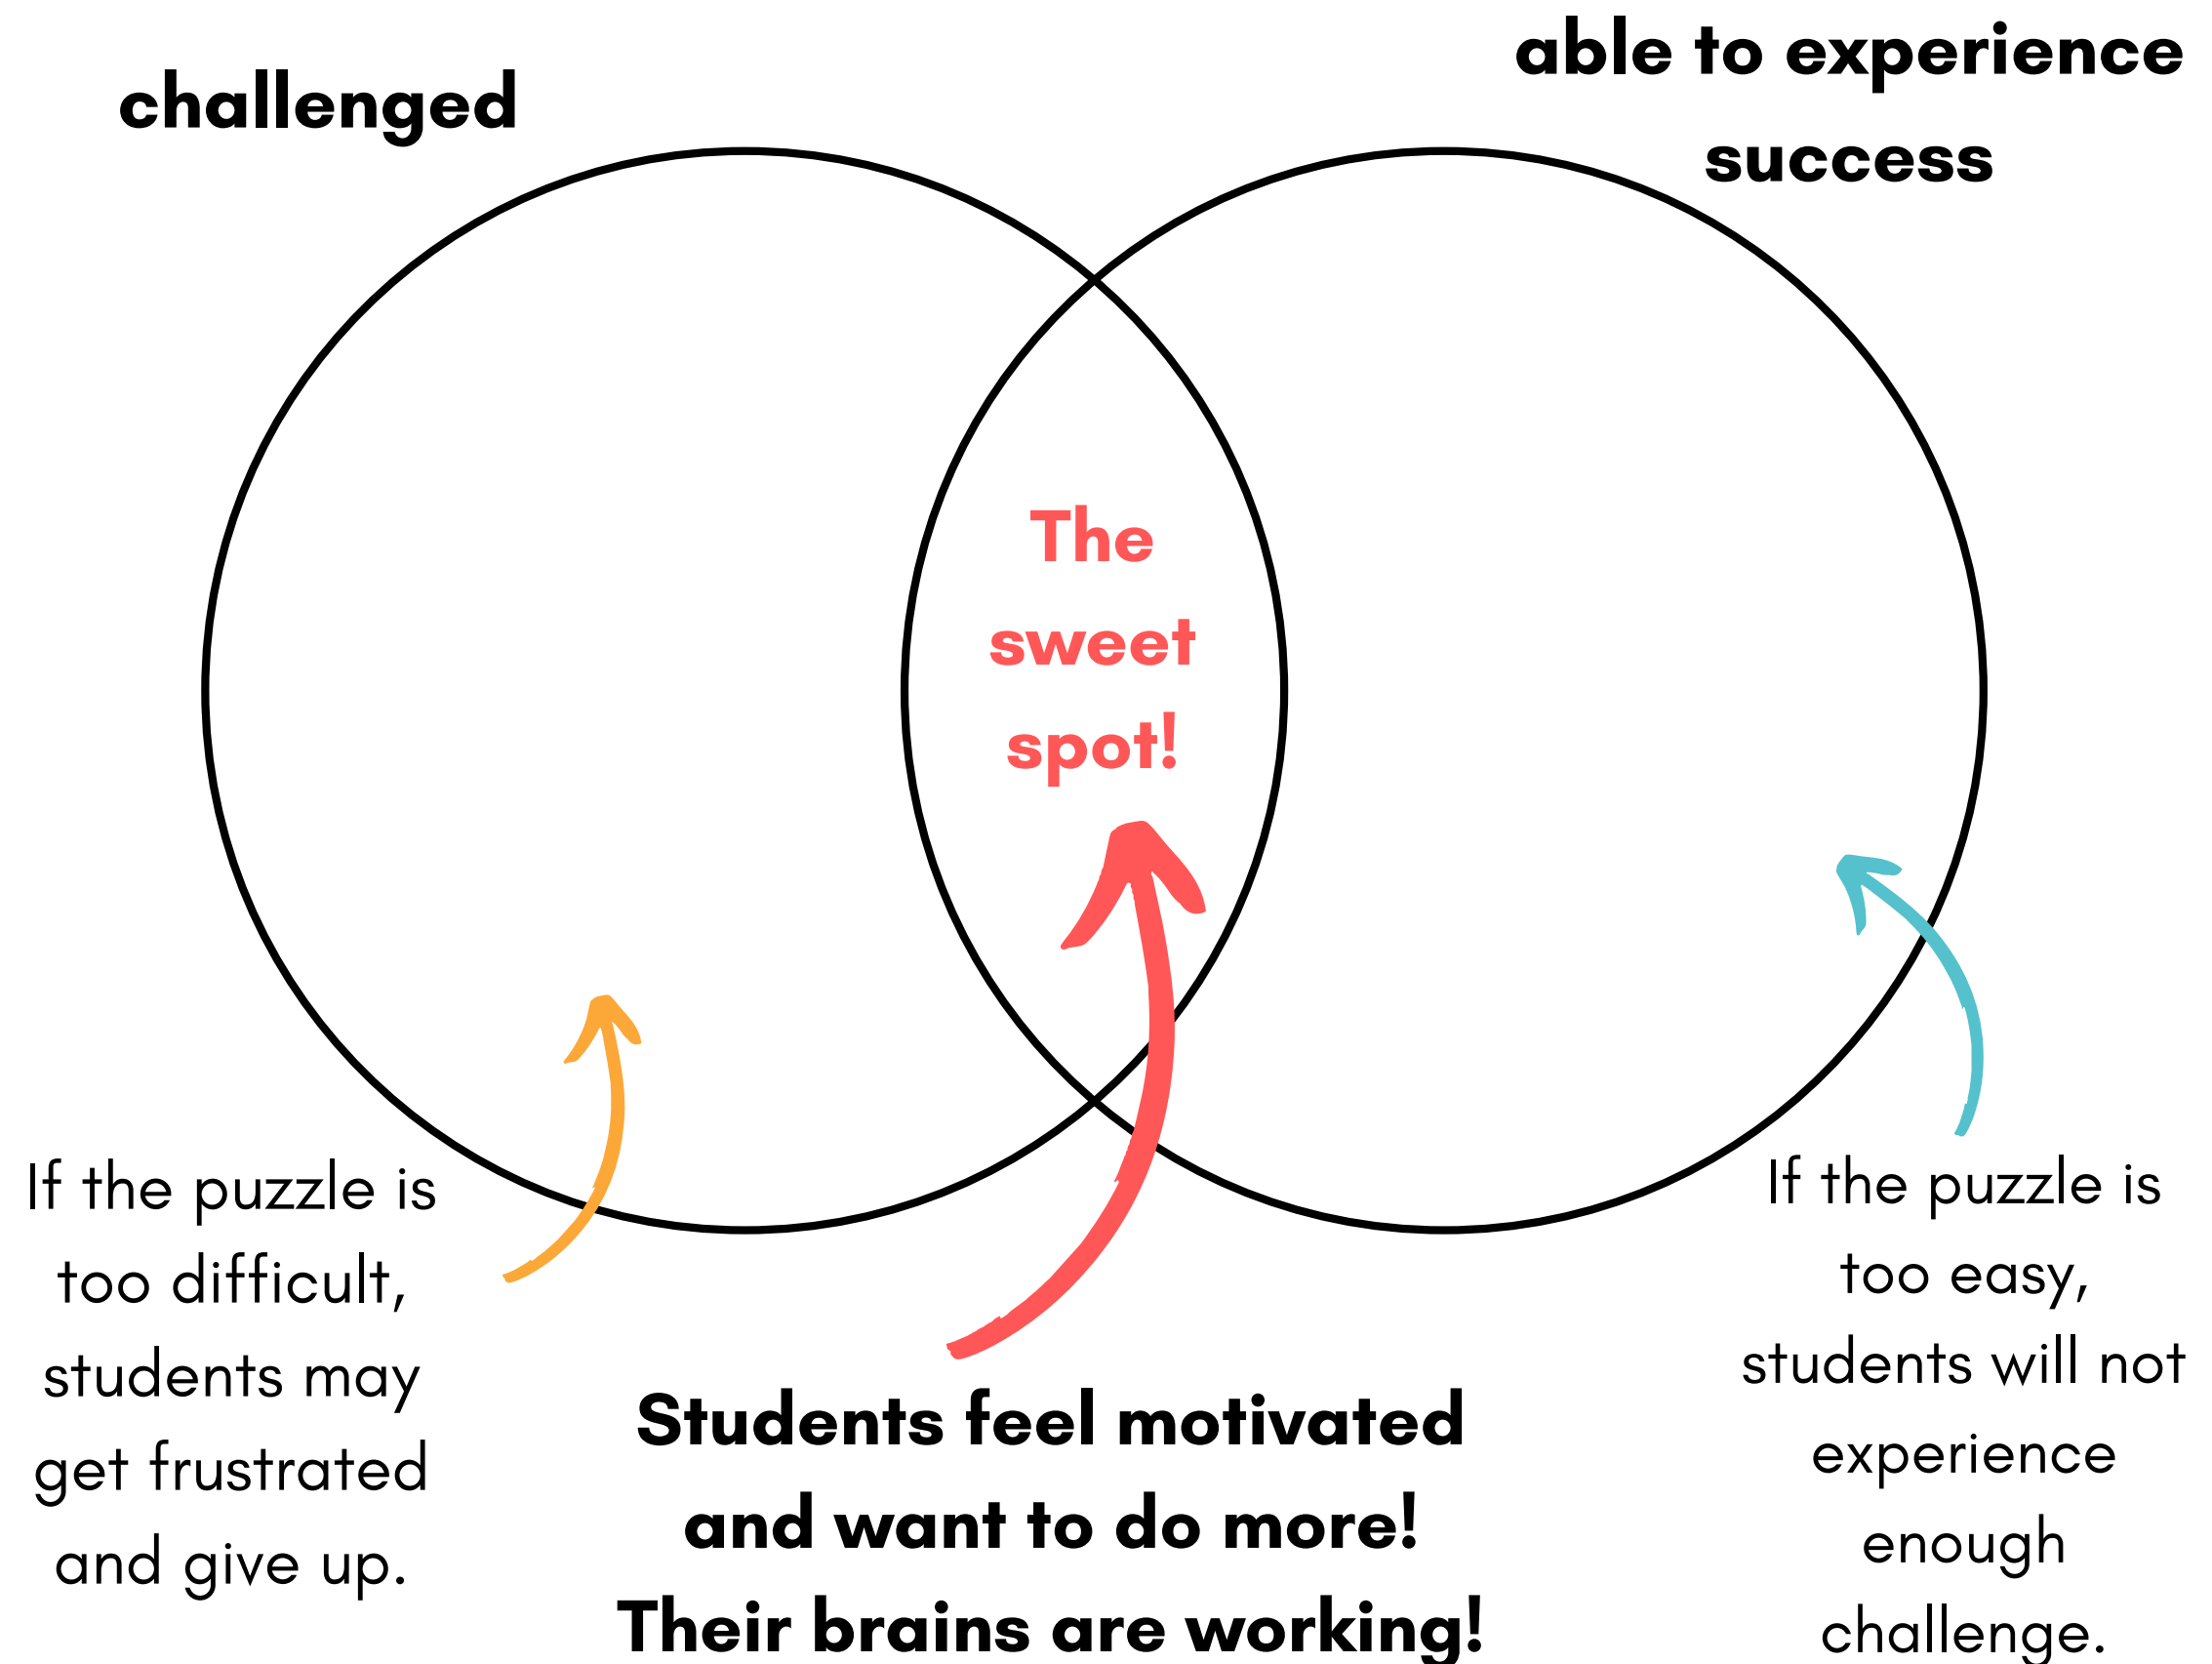 challenged
able to experience
success
The
sweet
spot!
If the puzzle is
too difficult,
students may
get frustrated
and give up.
Students feel motivated
and want to do more!
Their brains are working!
If the puzzle is
too easy,
students will not
experience
enough
challenge.